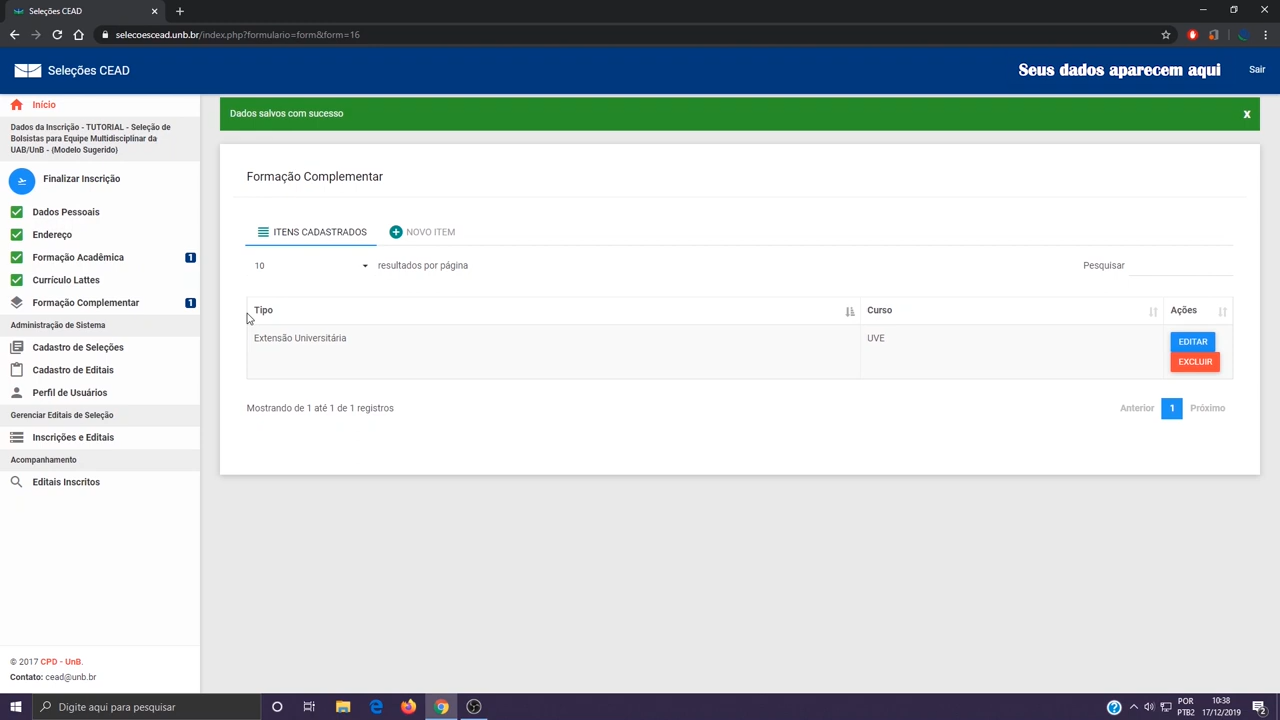 Seleções CEAD
selecoescead.unb.br/index.php?formulario=form&form=16
Seleções CEAD
Seus dados aparecem aqui
Sair
Início
Dados da Inscrição - TUTORIAL - Seleção de
Bolsistas para Equipe Multidisciplinar da
UAB/UnB - (Modelo Sugerido)
Finalizar Inscrição
Dados Pessoais
Endereço
Formação Acadêmica 1
Currículo Lattes
Formação Complementar 1
Administração de Sistema
Cadastro de Seleções
Cadastro de Editais
Perfil de Usuários
Gerenciar Editais de Seleção
Inscrições e Editais
Acompanhamento
Editais Inscritos
© 2017 CPD - UnB.
Contato: cead@unb.br
Dados salvos com sucesso x
Formação Complementar
ITENS CADASTRADOS NOVO ITEM
10 resultados por página Pesquisar
Tipo Curso Ações
Extensão Universitária UVE EDITAR
EXCLUIR
Mostrando de 1 até 1 de 1 registros Anterior 1 Próximo
Digite aqui para pesquisar
POR 10:38
PTB2 17/12/2019 2